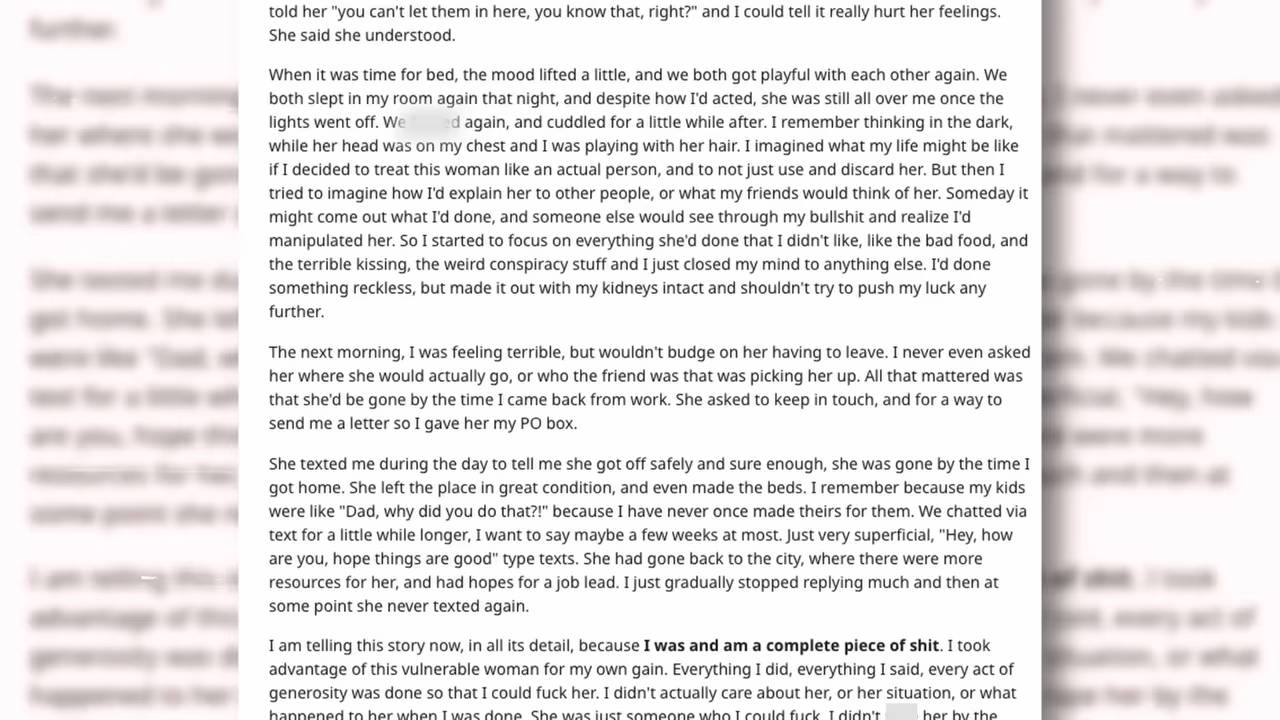 told her "you can't let them in here, you know that, right?" and I could tell it really hurt her feelings.
She said she understood.
When it was time for bed, the mood lifted a little, and we both got playful with each other again. We
both slept in my room again that night, and despite how I'd acted, she was still all over me once the
lights went off. We again, and cuddled for a little while after. I remember thinking in the dark,
while her head was on my chest and I was playing with her hair. I imagined what my life might be like
if I decided to treat this woman like an actual person, and to not just use and discard her. But then I
tried to imagine how I'd explain her to other people, or what my friends would think of her. Someday it
might come out what I'd done, and someone else would see through my bullshit and realize I'd
manipulated her. So I started to focus on everything she'd done that I didn't like, like the bad food, and
the terrible kissing, the weird conspiracy stuff and I just closed my mind to anything else. I'd done
something reckless, but made it out with my kidneys intact and shouldn't try to push my luck any
further.
The next morning, I was feeling terrible, but wouldn't budge on her having to leave. I never even asked
her where she would actually go, or who the friend was that was picking her up. All that mattered was
that she'd be gone by the time I came back from work. She asked to keep in touch, and for a way to
send me a letter so I gave her my PO box.
She texted me during the day to tell me she got off safely and sure enough, she was gone by the time I
got home. She left the place in great condition, and even made the beds. I remember because my kids
were like "Dad, why did you do that?!" because I have never once made theirs for them. We chatted via
text for a little while longer, I want to say maybe a few weeks at most. Just very superficial, "Hey, how
are you, hope things are good" type texts. She had gone back to the city, where there were more
resources for her, and had hopes for a job lead. I just gradually stopped replying much and then at
some point she never texted again.
I am telling this story now, in all its detail, because I was and am a complete piece of shit. I took
advantage of this vulnerable woman for my own gain. Everything I did, everything I said, every act of
generosity was done so that I could fuck her. I didn't actually care about her, or her situation, or what
happened to her when I was done. She was just someone who I could fuck. I didn't her by the